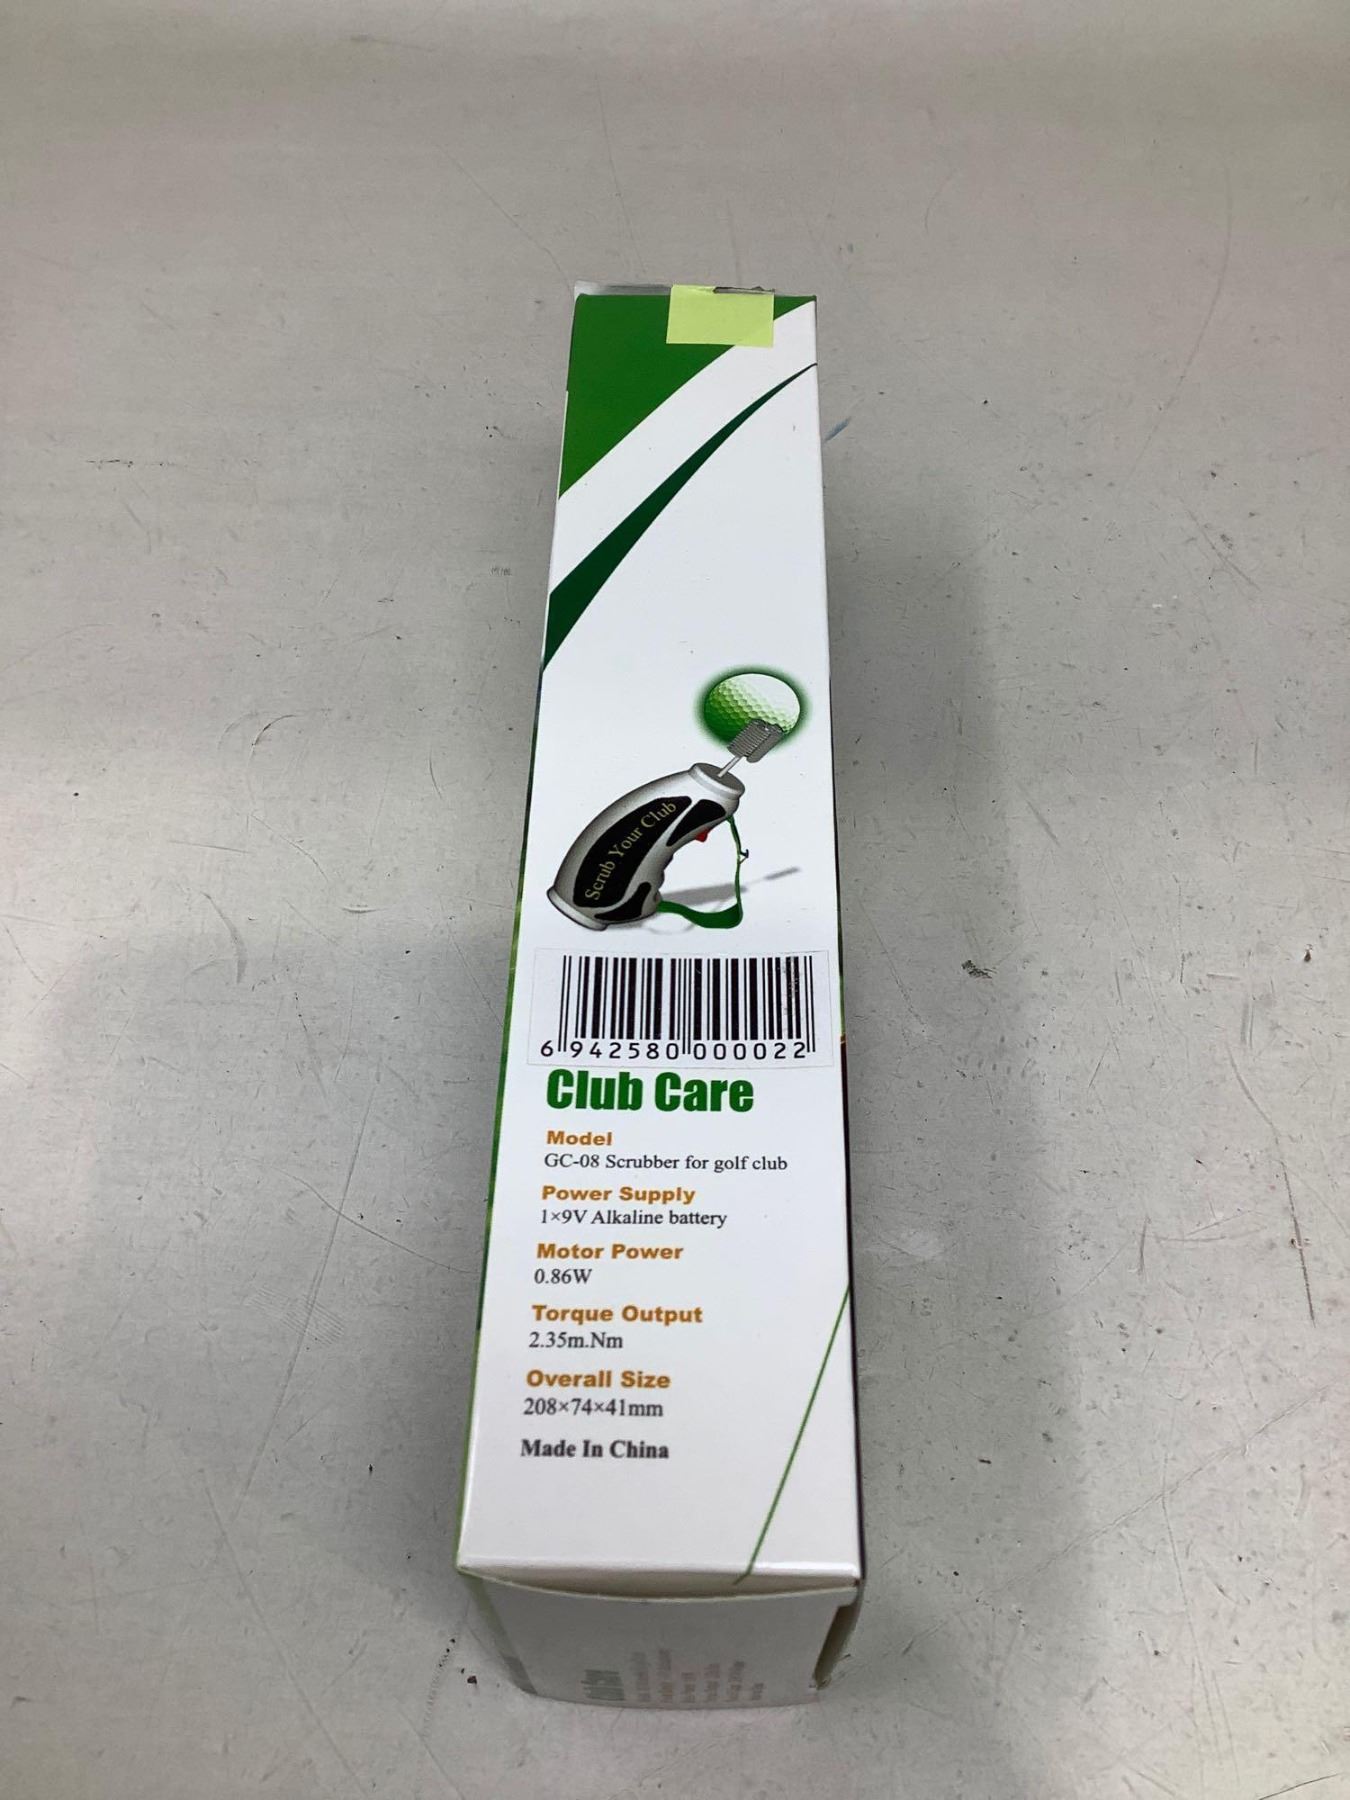 Scrub Your Club
6 942580 000022
Club Care
Model
GC-08 Scrubber for golf club
Power Supply
1×9V Alkaline battery
Motor Power
0.86W
Torque Output
2.35m.Nm
Overall Size
208×74×41mm
Made In China